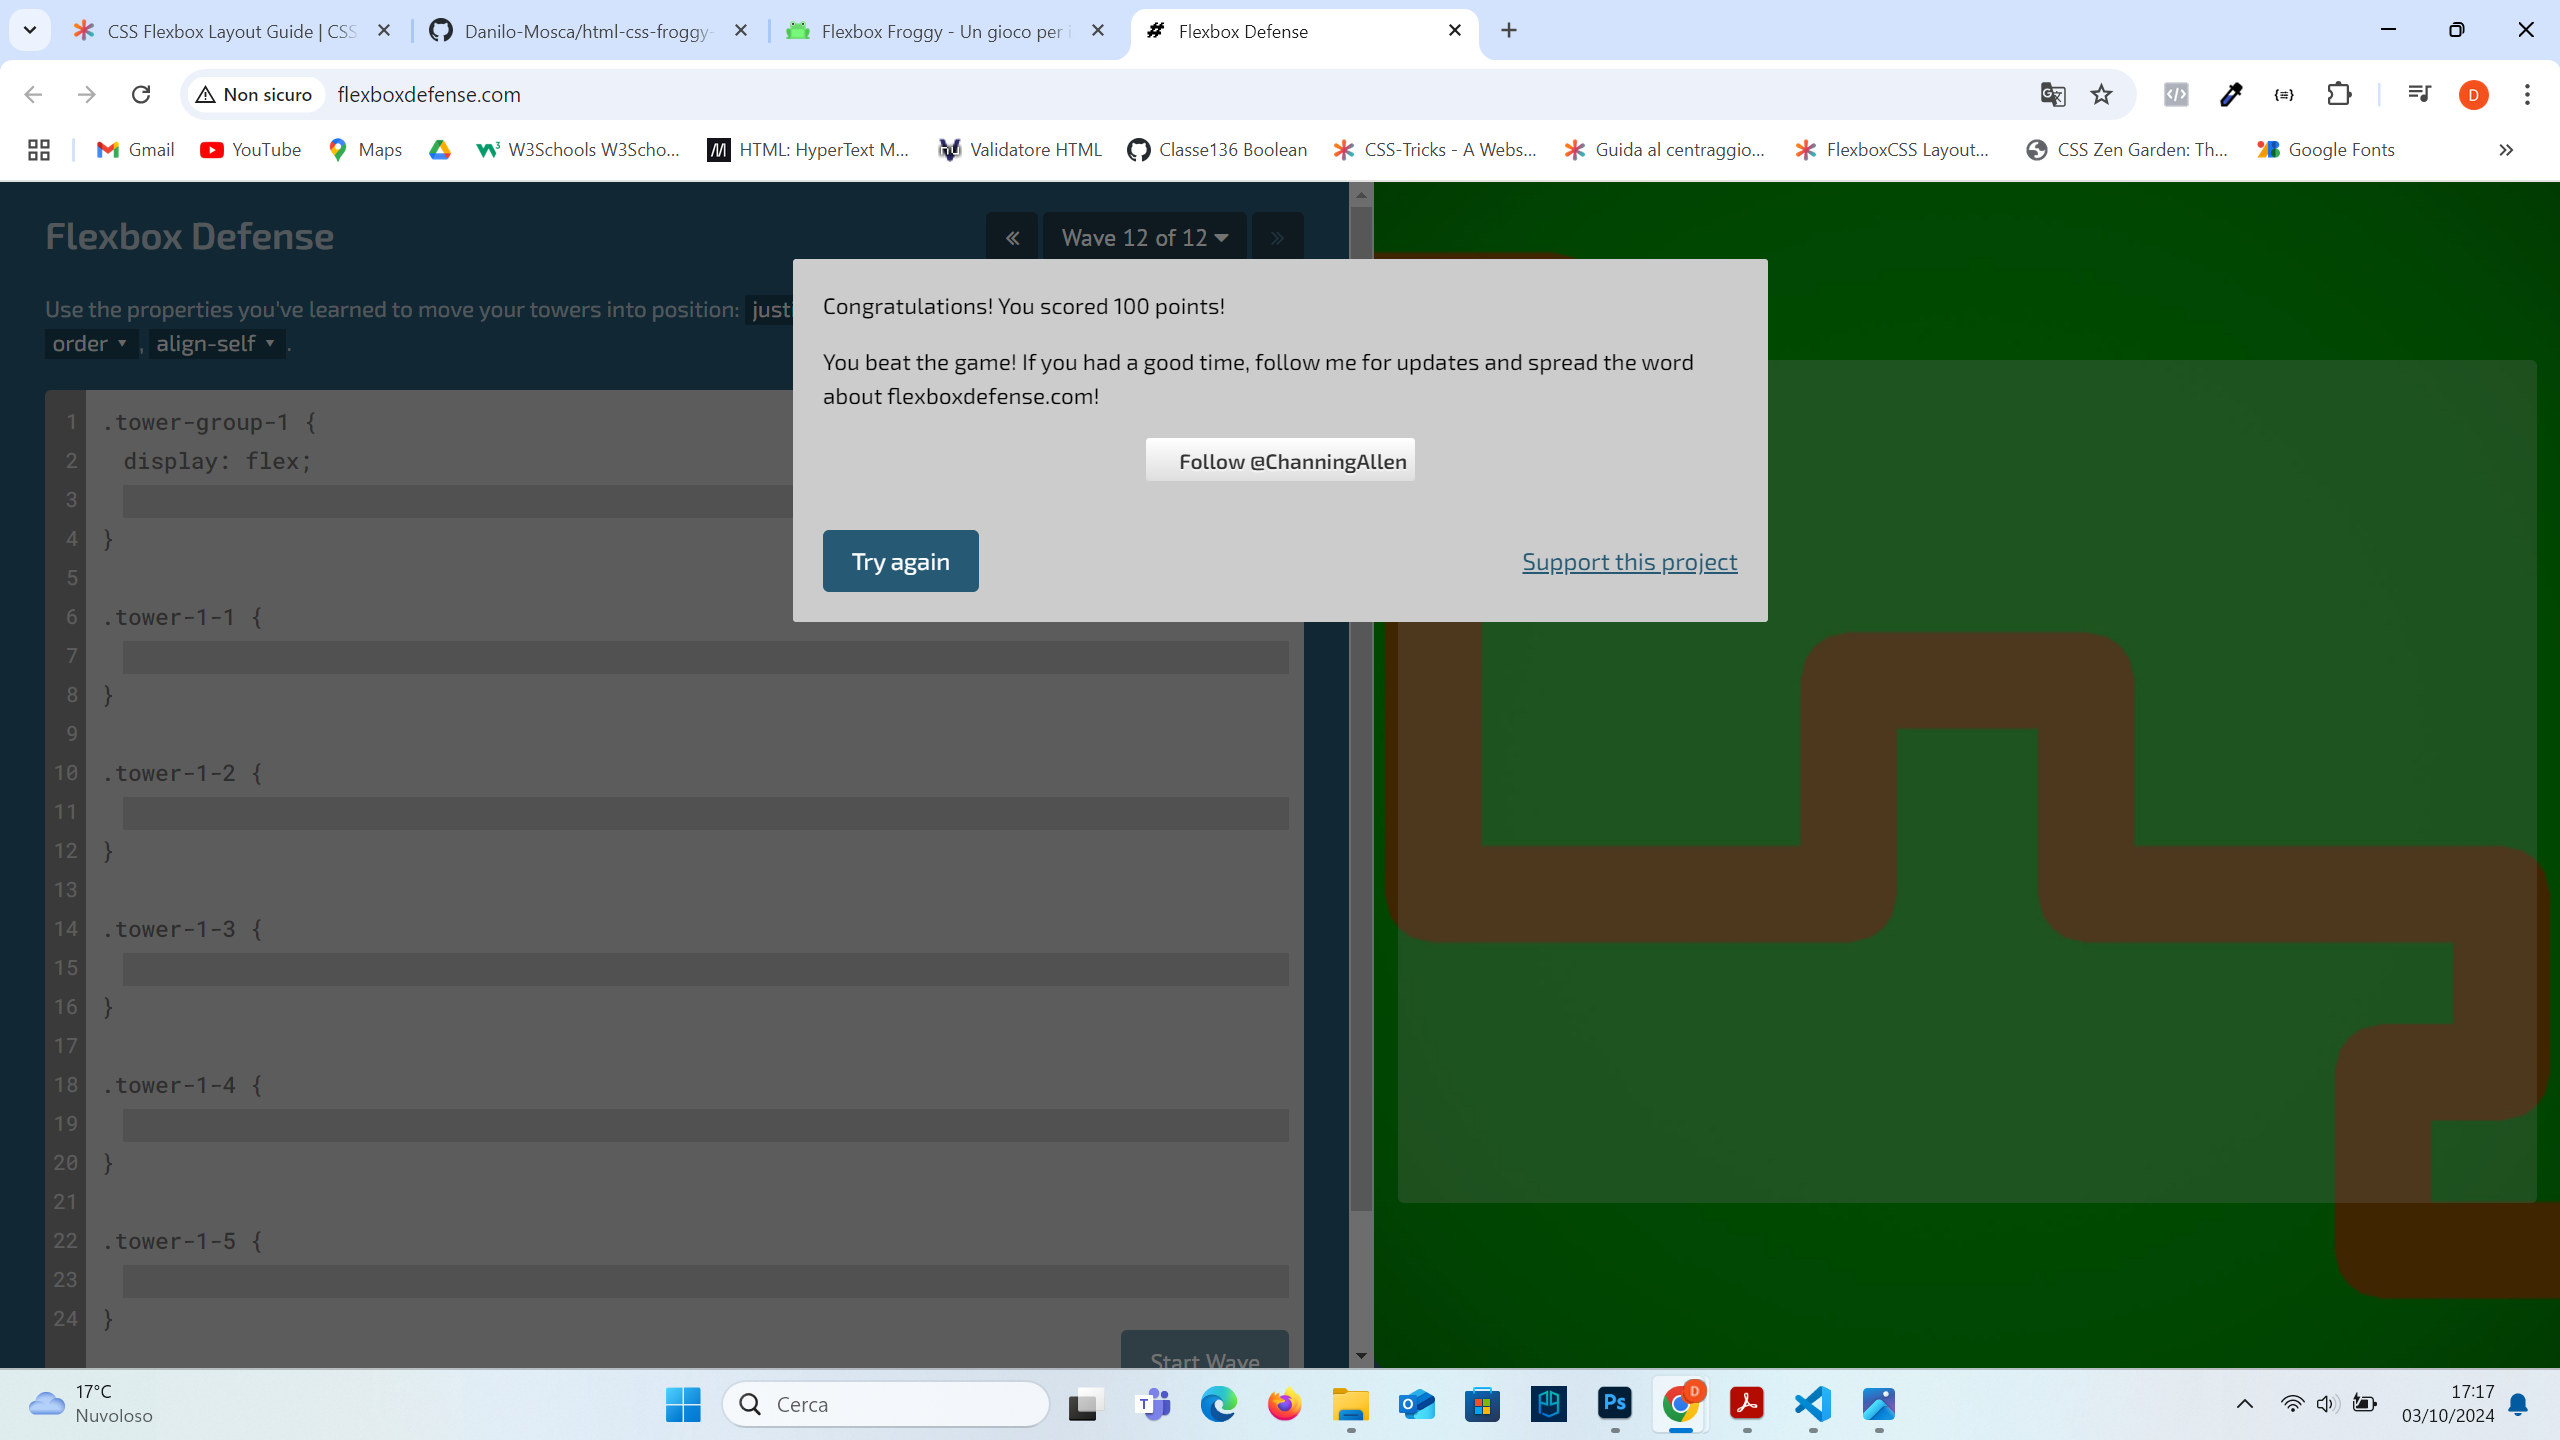 CSS Flexbox Layout Guide | CSS
Danilo-Mosca/html-css-froggy-
Flexbox Froggy - Un gioco per i
Flexbox Defense
Non sicuro
flexboxdefense.com
D
Gmail
YouTube
Maps
W3Schools W3Scho...
HTML: HyperText M...
Validatore HTML
Classe136 Boolean
CSS-Tricks - A Webs...
Guida al centraggio...
FlexboxCSS Layout...
CSS Zen Garden: Th...
Google Fonts
Flexbox Defense
« Wave 12 of 12 »
Use the properties you've learned to move your towers into position: justi
order ▾, align-self ▾.
Congratulations! You scored 100 points!
You beat the game! If you had a good time, follow me for updates and spread the word
about flexboxdefense.com!
Follow @ChanningAllen
Try again
Support this project
1 .tower-group-1 {
2 display: flex;
3
4 }
5
6 .tower-1-1 {
7
8 }
9
10 .tower-1-2 {
11
12 }
13
14 .tower-1-3 {
15
16 }
17
18 .tower-1-4 {
19
20 }
21
22 .tower-1-5 {
23
24 }
Start Wave
17°C
Nuvoloso
Cerca
Ps
D
17:17
03/10/2024